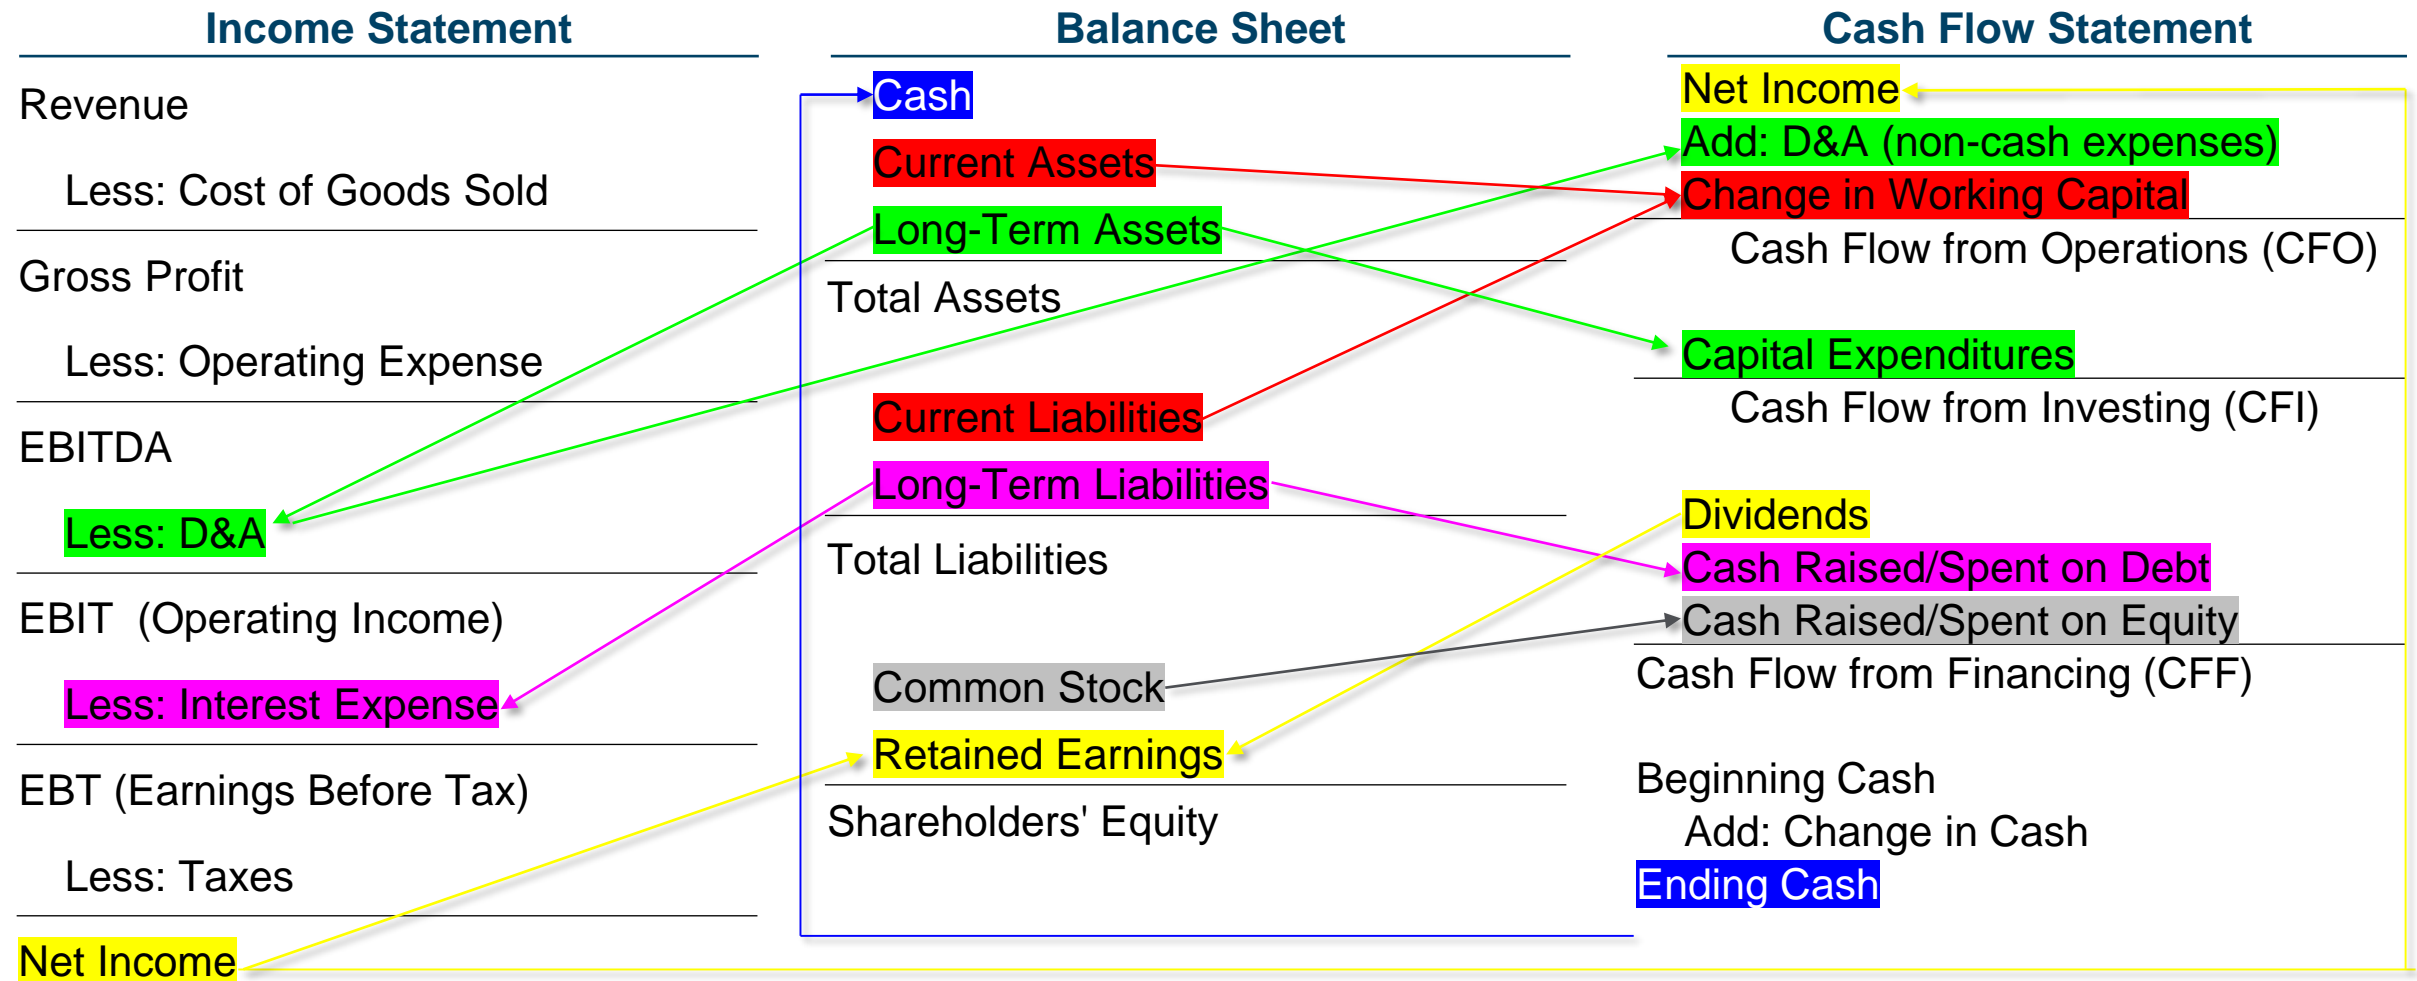 Income Statement
Revenue
Less: Cost of Goods Sold
Gross Profit
Less: Operating Expense
EBITDA
Less: D&A
EBIT (Operating Income)
Less: Interest Expense
EBT (Earnings Before Tax)
Less: Taxes
Net Income
Balance Sheet
Cash
Current Assets
Long-Term Assets
Total Assets
Current Liabilities
Long-Term Liabilities
Total Liabilities
Common Stock
Retained Earnings
Shareholders' Equity
Cash Flow Statement
Net Income
Add: D&A (non-cash expenses)
Change in Working Capital
Cash Flow from Operations (CFO)
Capital Expenditures
Cash Flow from Investing (CFI)
Dividends
Cash Raised/Spent on Debt
Cash Raised/Spent on Equity
Cash Flow from Financing (CFF)
Beginning Cash
Add: Change in Cash
Ending Cash